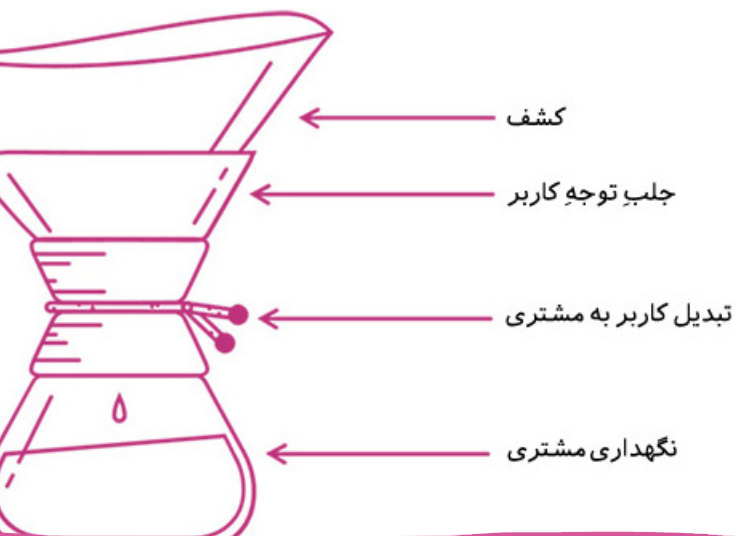 کشف
جلبِ توجهِ کاربر
تبدیل کاربر به مشتری
نگهداری مشتری